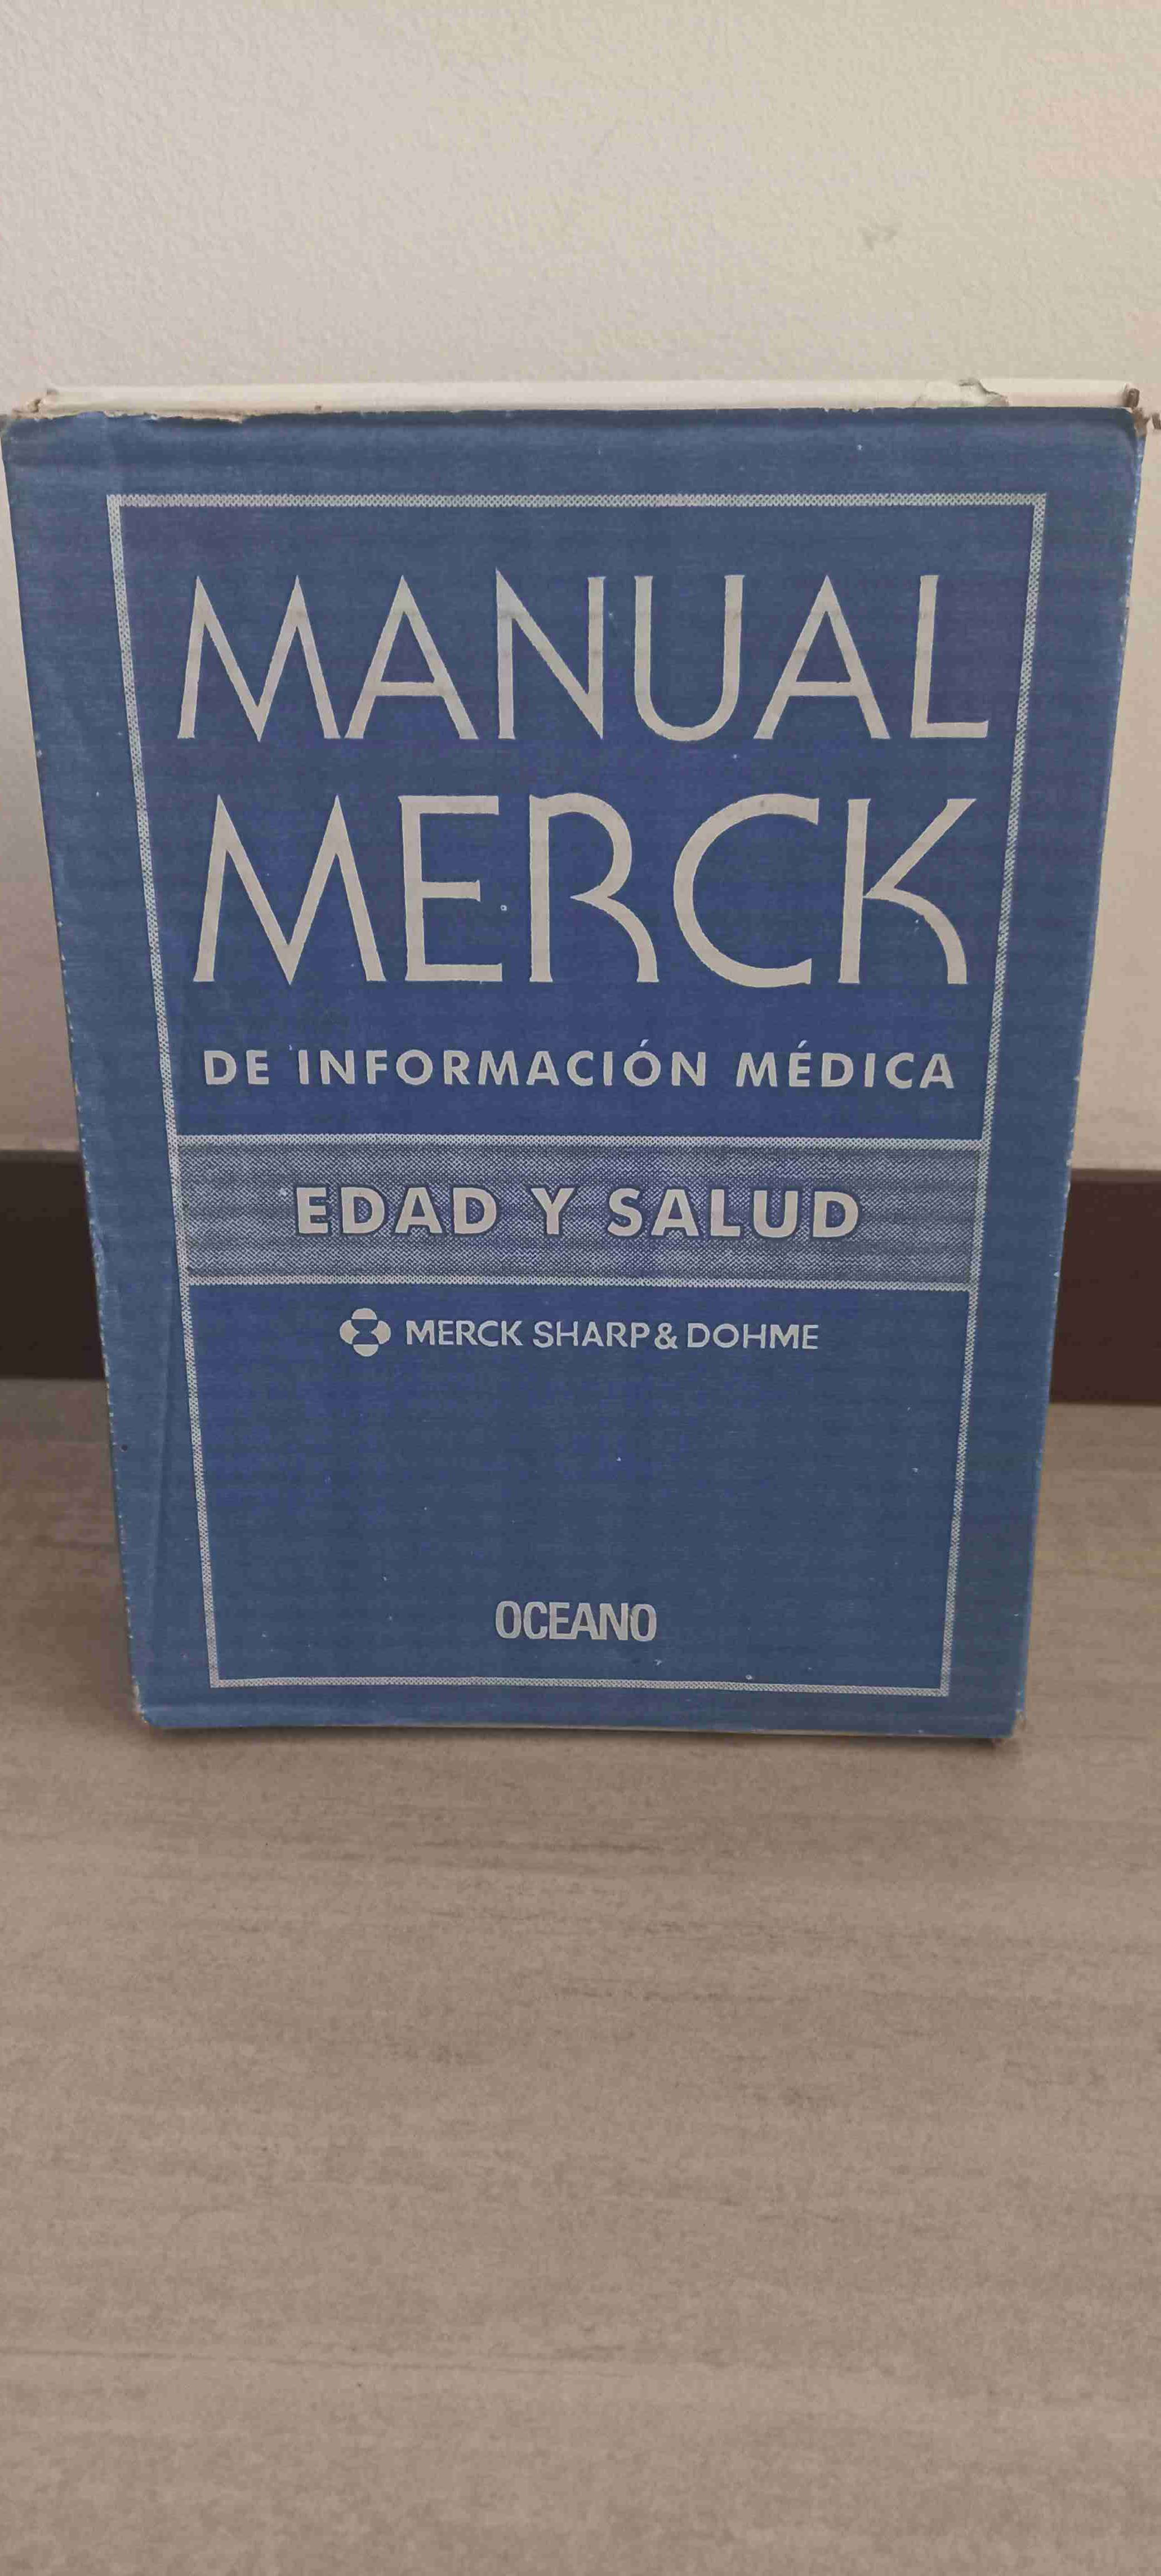 MANUAL
MERCK
DE INFORMACIÓN MÉDICA
EDAD Y SALUD
MERCK SHARP & DOHME
OCEANO